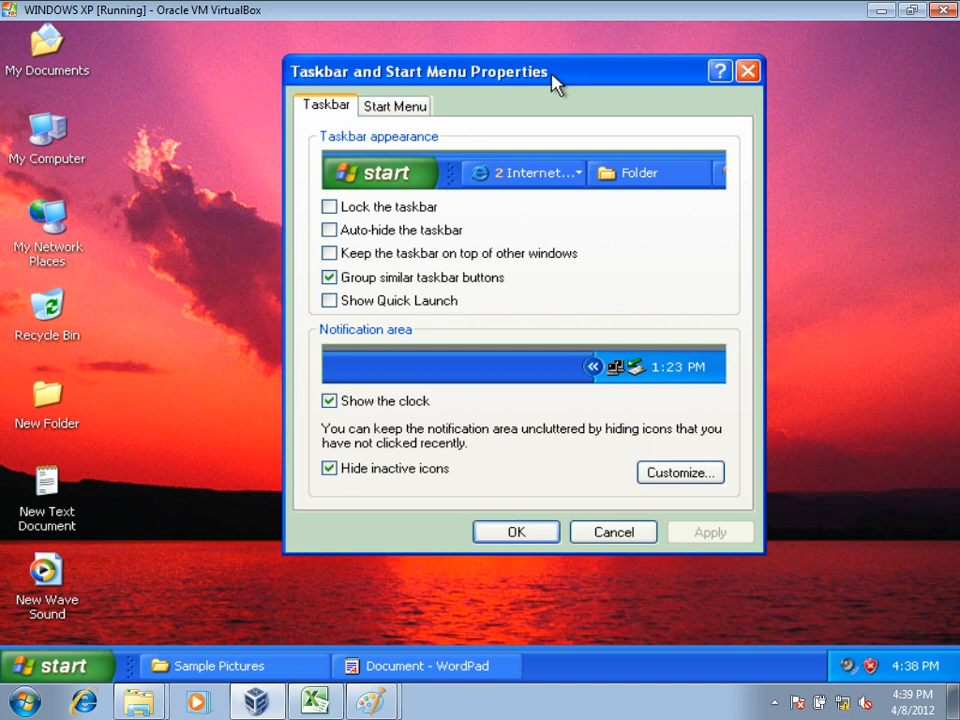 WINDOWS XP [Running] - Oracle VM VirtualBox
My Documents
My Computer
My Network
Places
Recycle Bin
New Folder
New Text
Document
New Wave
Sound
Taskbar and Start Menu Properties
Taskbar
Start Menu
Taskbar appearance
start
2 Internet...
Folder
Lock the taskbar
Auto-hide the taskbar
Keep the taskbar on top of other windows
Group similar taskbar buttons
Show Quick Launch
Notification area
1:23 PM
Show the clock
You can keep the notification area uncluttered by hiding icons that you
have not clicked recently.
Hide inactive icons
Customize...
OK
Cancel
Apply
start
Sample Pictures
Document - WordPad
4:38 PM
4:39 PM
4/8/2012